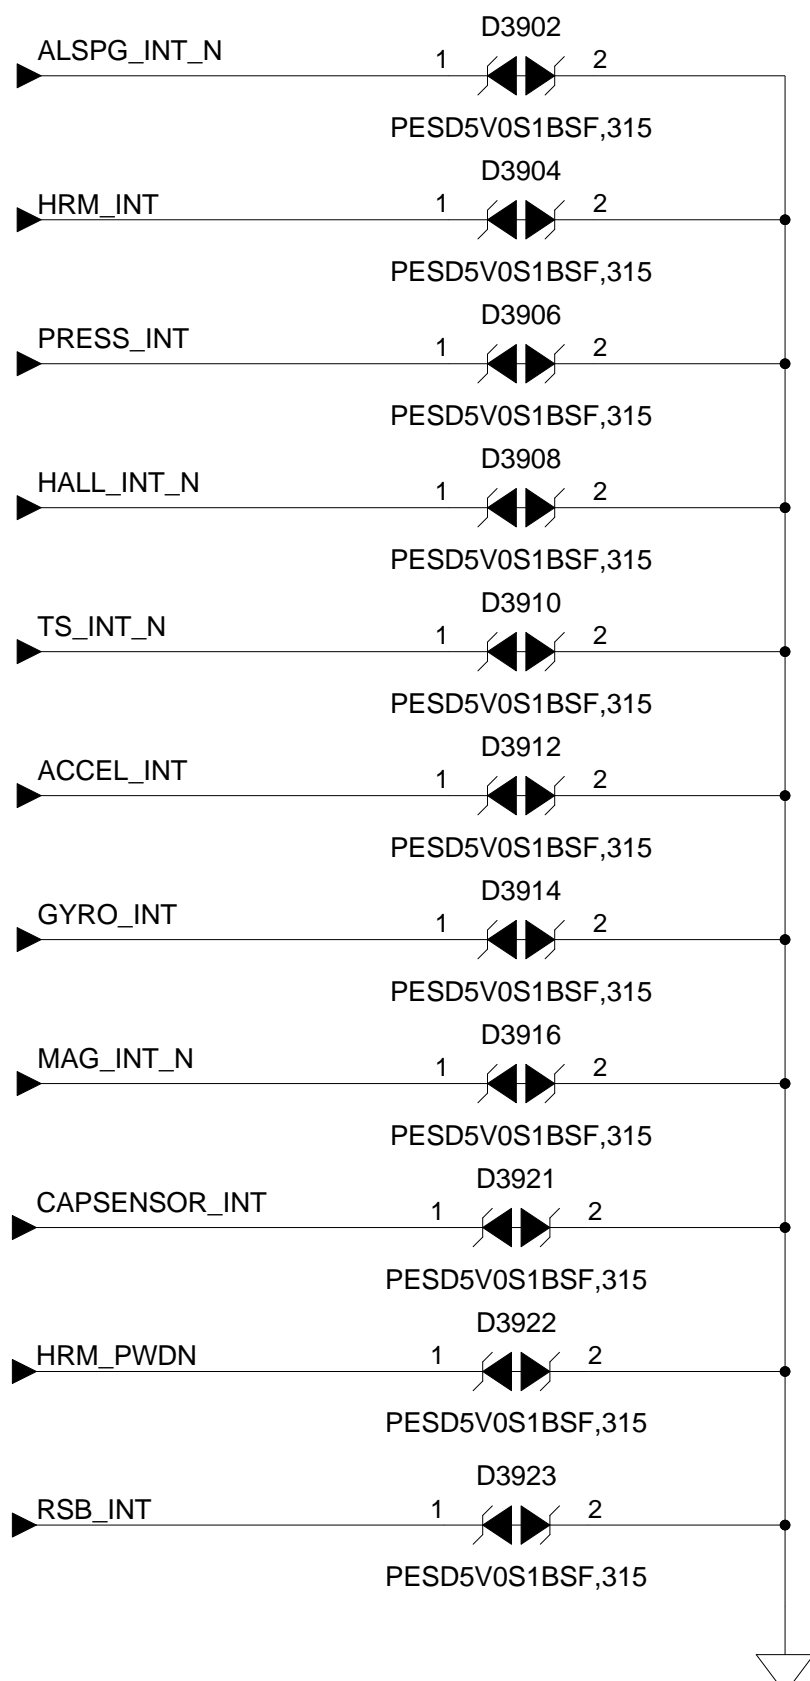 D3902
ALSPG_INT_N
1 2
PESD5V0S1BSF,315
D3904
HRM_INT
1 2
PESD5V0S1BSF,315
D3906
PRESS_INT
1 2
PESD5V0S1BSF,315
D3908
HALL_INT_N
1 2
PESD5V0S1BSF,315
D3910
TS_INT_N
1 2
PESD5V0S1BSF,315
D3912
ACCEL_INT
1 2
PESD5V0S1BSF,315
D3914
GYRO_INT
1 2
PESD5V0S1BSF,315
D3916
MAG_INT_N
1 2
PESD5V0S1BSF,315
D3921
CAPSENSOR_INT
1 2
PESD5V0S1BSF,315
D3922
HRM_PWDN
1 2
PESD5V0S1BSF,315
D3923
RSB_INT
1 2
PESD5V0S1BSF,315